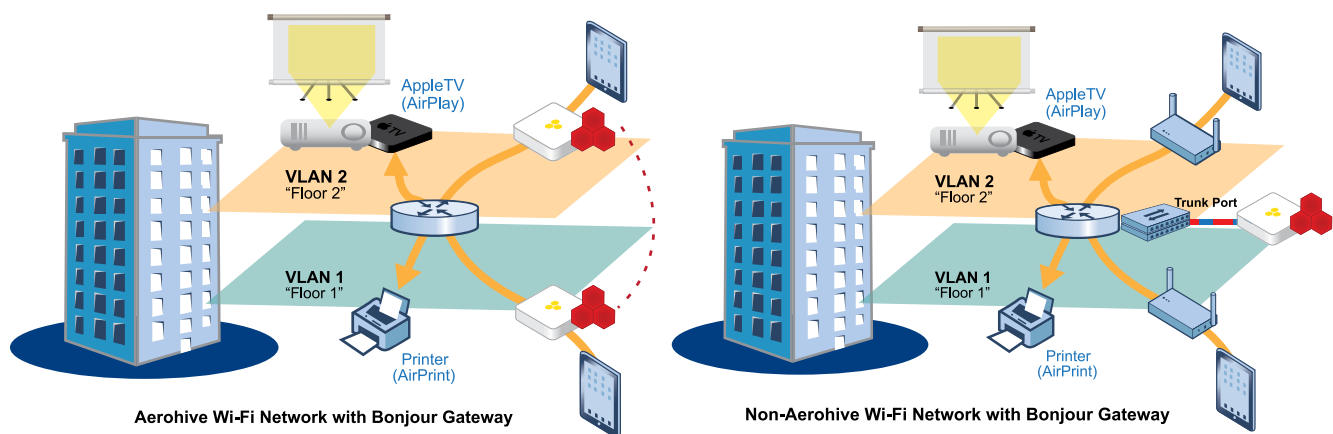 AppleTV
(AirPlay)
TV
VLAN 2
“Floor 2”
VLAN 1
“Floor 1”
Printer
(AirPrint)
Aerohive Wi-Fi Network with Bonjour Gateway
AppleTV
(AirPlay)
TV
VLAN 2
“Floor 2”
Trunk Port
VLAN 1
“Floor 1”
Printer
(AirPrint)
Non-Aerohive Wi-Fi Network with Bonjour Gateway